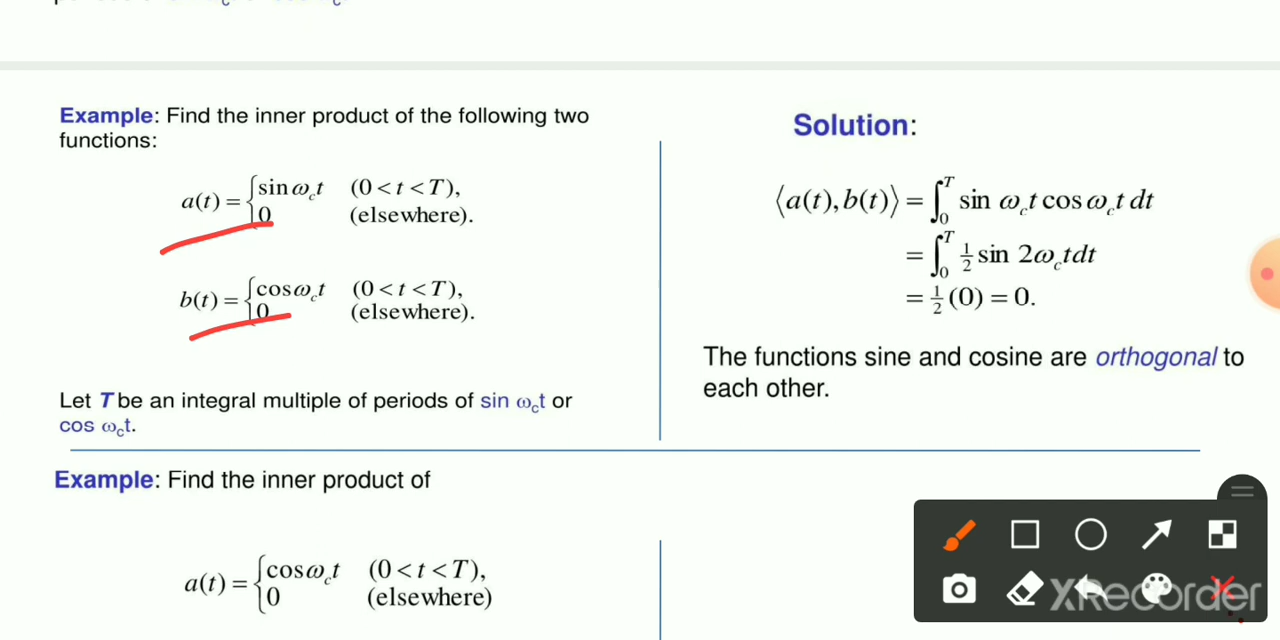 Example: Find the inner product of the following two
functions:
a(t) = { sin ω_c t (0 < t < T),
0 (elsewhere).
b(t) = { cos ω_c t (0 < t < T),
0 (elsewhere).
Let T be an integral multiple of periods of sin ω_c t or
cos ω_c t.
Solution:
⟨a(t), b(t)⟩ = ∫_0^T sin ω_c t cos ω_c t dt
= ∫_0^T ½ sin 2ω_c t dt
= ½ (0) = 0.
The functions sine and cosine are orthogonal to
each other.
Example: Find the inner product of
a(t) = { cos ω_c t (0 < t < T),
0 (elsewhere)
XRecorder